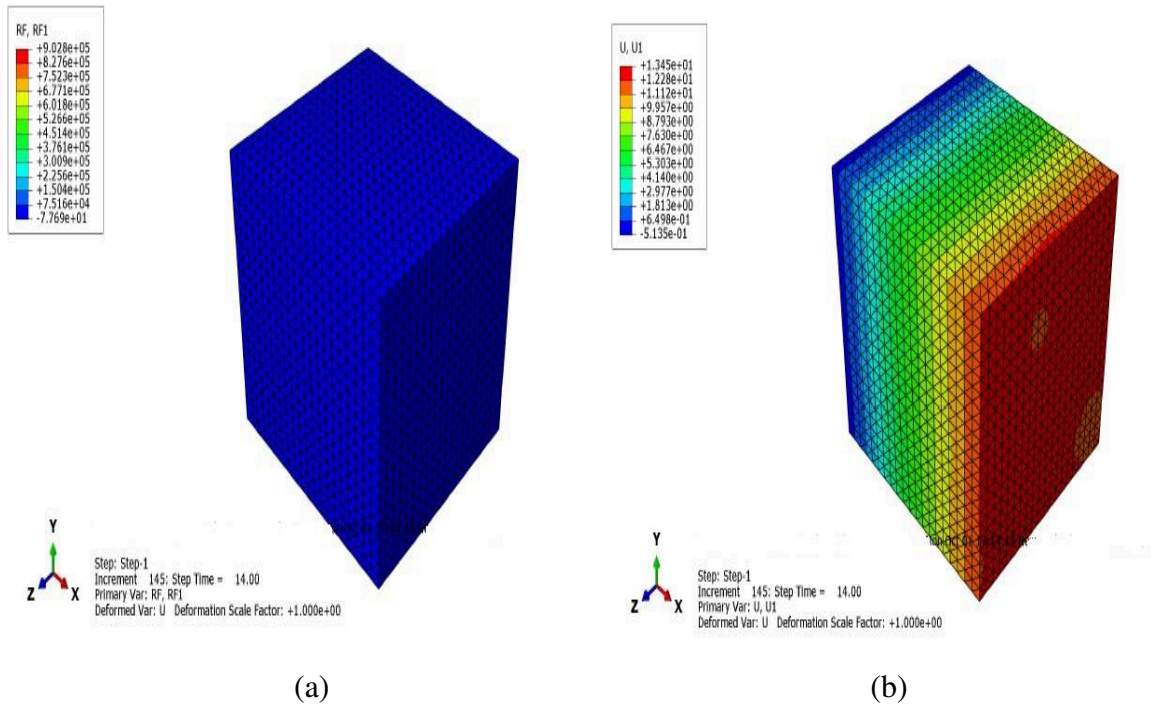 RF, RF1
+9.028e+05
+8.276e+05
+7.523e+05
+6.771e+05
+6.018e+05
+5.266e+05
+4.514e+05
+3.761e+05
+3.009e+05
+2.256e+05
+1.504e+05
+7.516e+04
-7.769e+01
Y
Z
X
Step: Step-1
Increment 145: Step Time = 14.00
Primary Var: RF, RF1
Deformed Var: U Deformation Scale Factor: +1.000e+00
(a)
U, U1
+1.345e+01
+1.228e+01
+1.112e+01
+9.957e+00
+8.793e+00
+7.630e+00
+6.467e+00
+5.303e+00
+4.140e+00
+2.977e+00
+1.813e+00
+6.498e-01
-5.135e-01
Y
Z
X
Step: Step-1
Increment 145: Step Time = 14.00
Primary Var: U, U1
Deformed Var: U Deformation Scale Factor: +1.000e+00
(b)